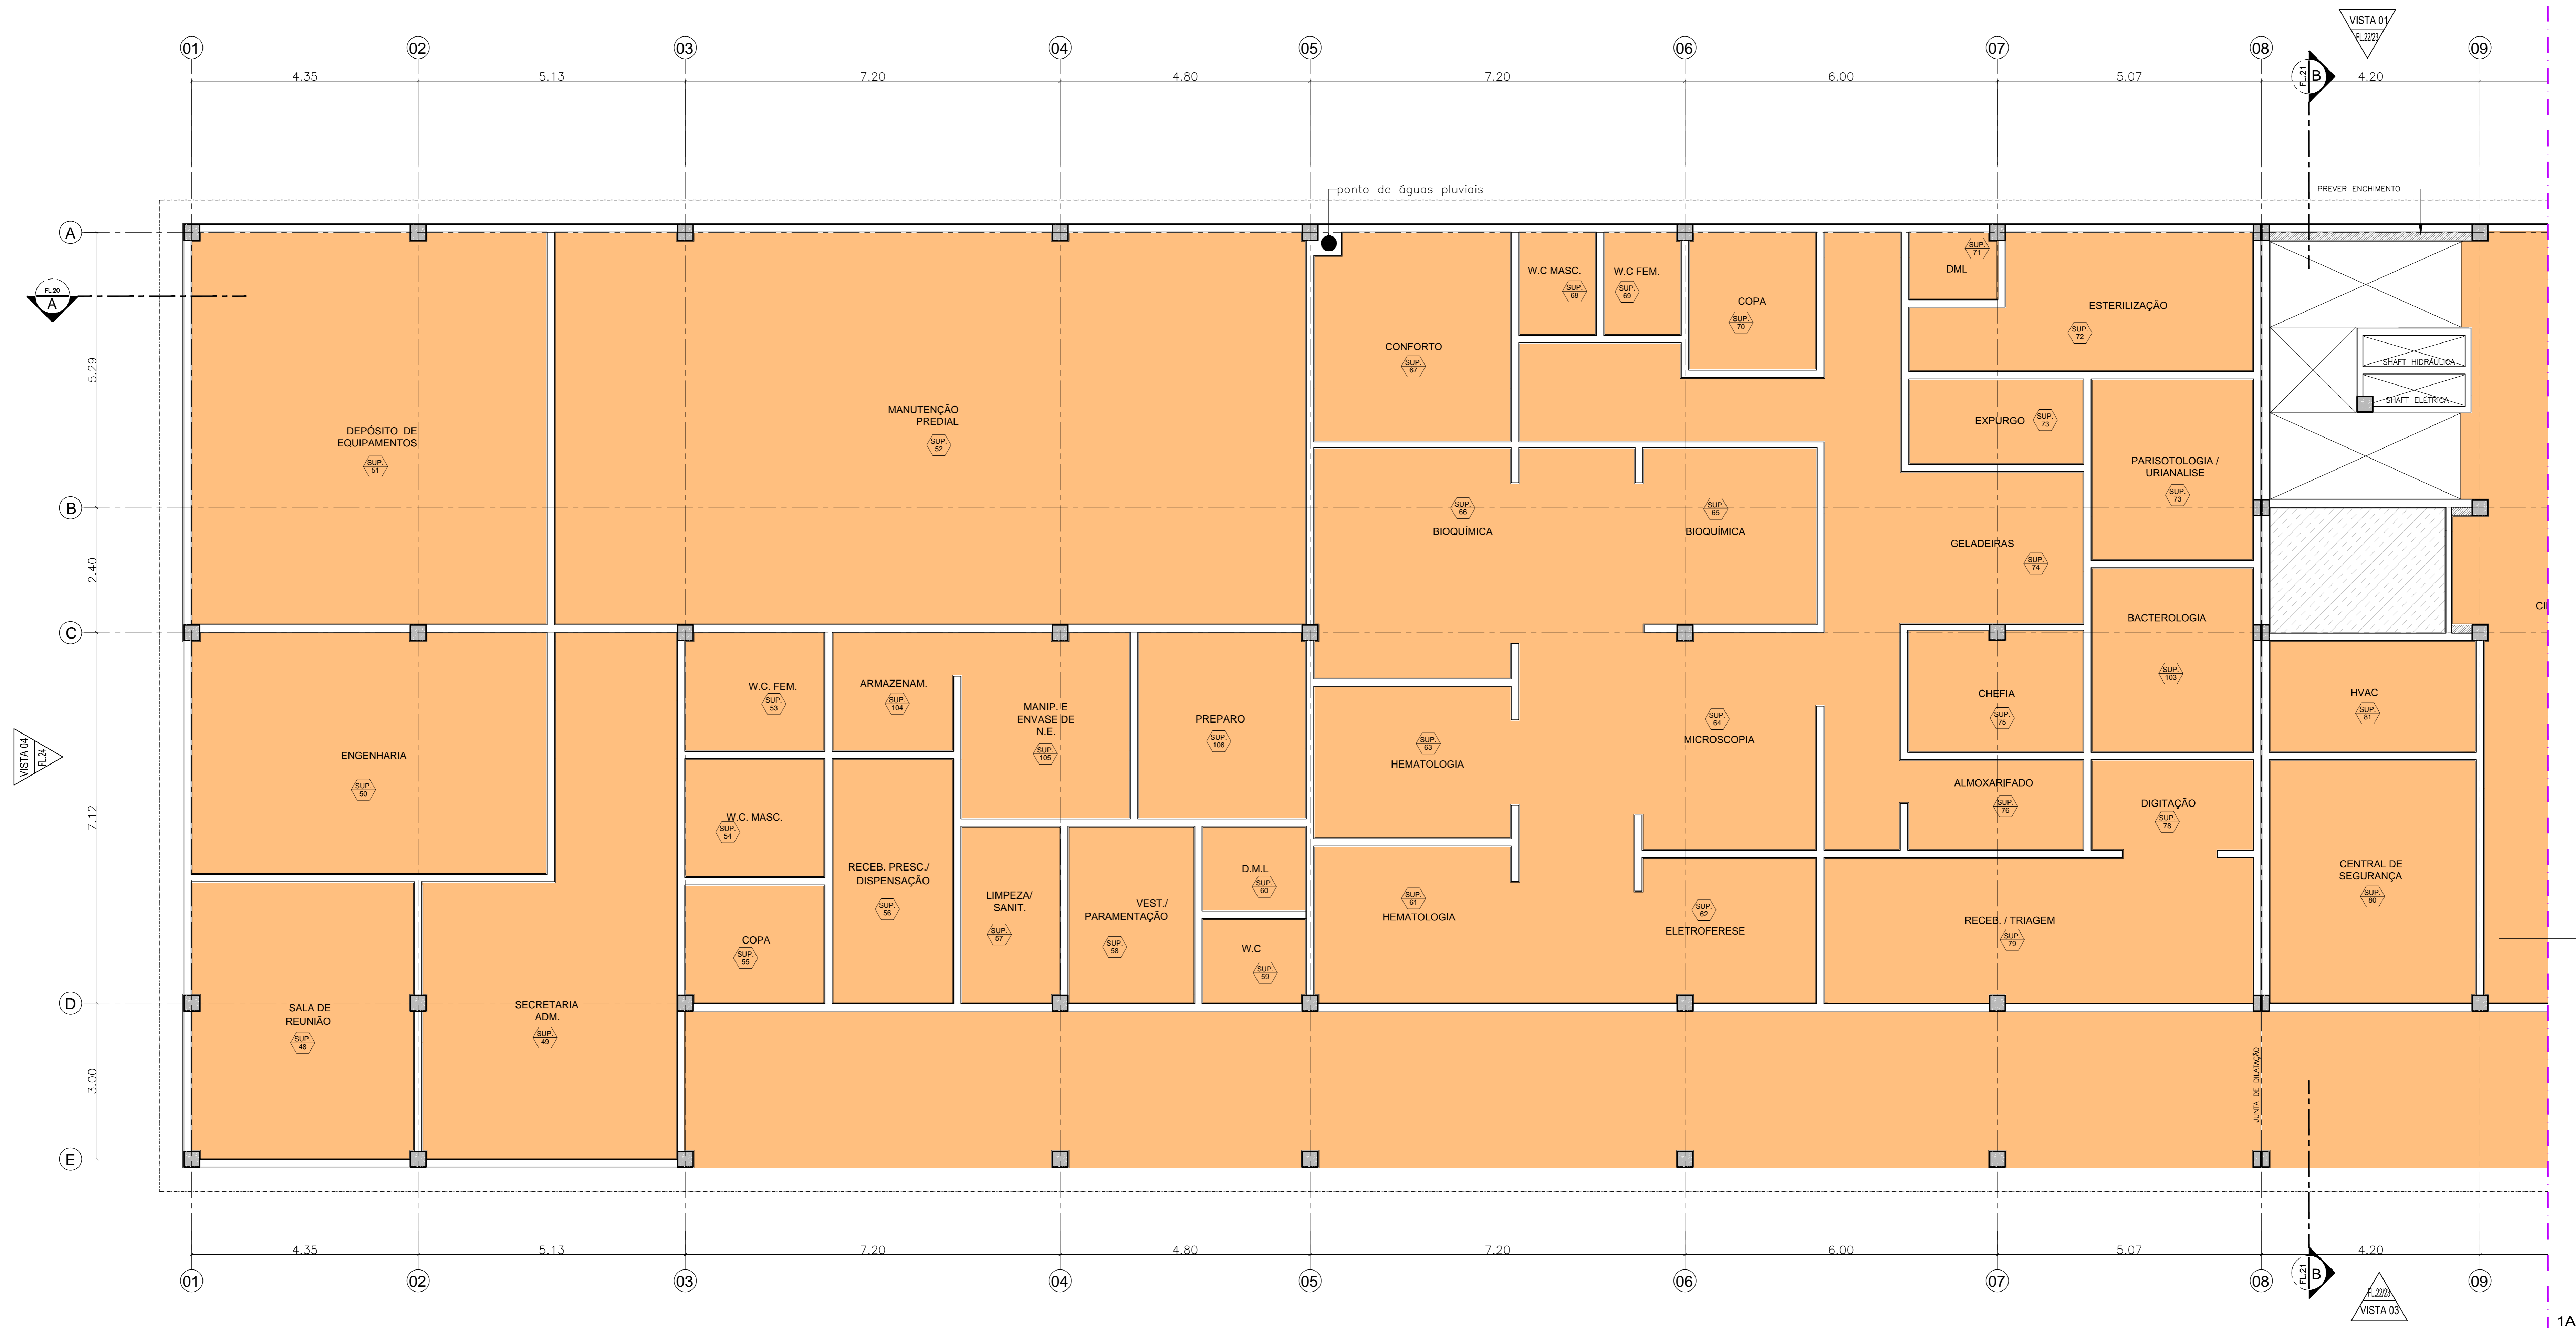 VISTA 01
FL.22/23
01
02
03
04
05
06
07
08
09
4.35
5.13
7.20
4.80
7.20
6.00
5.07
4.20
FL.21
B
ponto de águas pluviais
PREVER ENCHIMENTO
A
B
C
D
E
5.29
2.40
7.12
3.00
FL.20
A
VISTA 04
FL.24
DEPÓSITO DE
EQUIPAMENTOS
SUP.
51
MANUTENÇÃO
PREDIAL
SUP.
52
CONFORTO
SUP.
67
W.C MASC.
SUP.
68
W.C FEM.
SUP.
69
COPA
SUP.
70
SUP.
71
DML
ESTERILIZAÇÃO
SUP.
72
SHAFT HIDRÁULICA
SHAFT ELÉTRICA
EXPURGO
SUP.
73
PARISOTOLOGIA /
URIANALISE
SUP.
73
SUP.
66
BIOQUÍMICA
SUP.
65
BIOQUÍMICA
GELADEIRAS
SUP.
74
BACTEROLOGIA
SUP.
103
CI
ENGENHARIA
SUP.
50
W.C. FEM.
SUP.
53
ARMAZENAM.
SUP.
104
MANIP. E
ENVASE DE
N.E.
SUP.
105
PREPARO
SUP.
106
SUP.
63
HEMATOLOGIA
SUP.
64
MICROSCOPIA
CHEFIA
SUP.
75
HVAC
SUP.
81
W.C. MASC.
SUP.
54
ALMOXARIFADO
SUP.
76
DIGITAÇÃO
SUP.
78
RECEB. PRESC./
DISPENSAÇÃO
SUP.
56
LIMPEZA/
SANIT.
SUP.
57
VEST./
PARAMENTAÇÃO
SUP.
58
D.M.L
SUP.
60
W.C
SUP.
59
COPA
SUP.
55
SUP.
61
HEMATOLOGIA
SUP.
62
ELETROFERESE
RECEB. / TRIAGEM
SUP.
79
CENTRAL DE
SEGURANÇA
SUP.
80
SALA DE
REUNIÃO
SUP.
48
SECRETARIA
ADM.
SUP.
49
JUNTA DE DILATAÇÃO
4.35
5.13
7.20
4.80
7.20
6.00
5.07
4.20
01
02
03
04
05
06
07
08
09
FL.21
B
FL.22/23
VISTA 03
1A